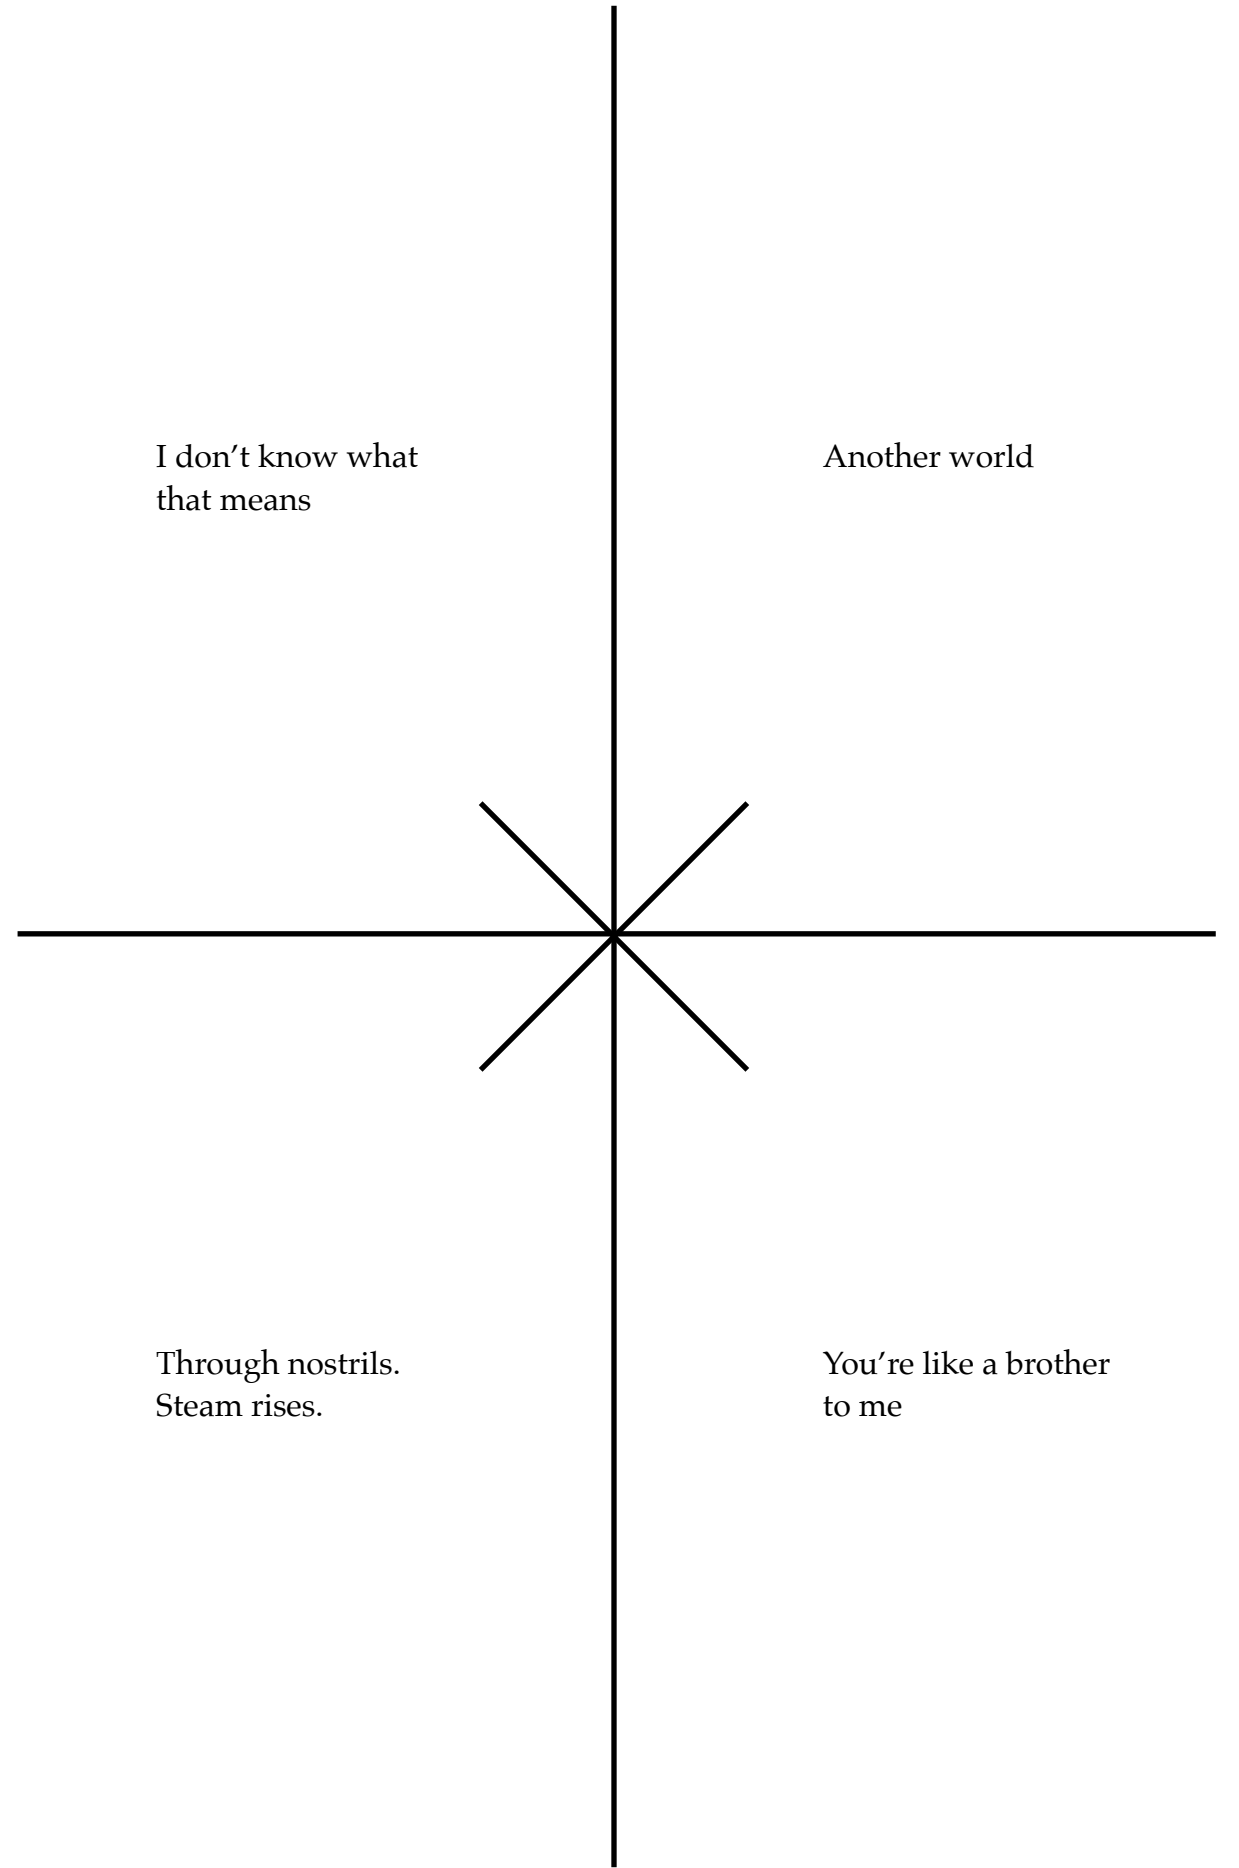 I don’t know what
that means
Another world
Through nostrils.
Steam rises.
You’re like a brother
to me